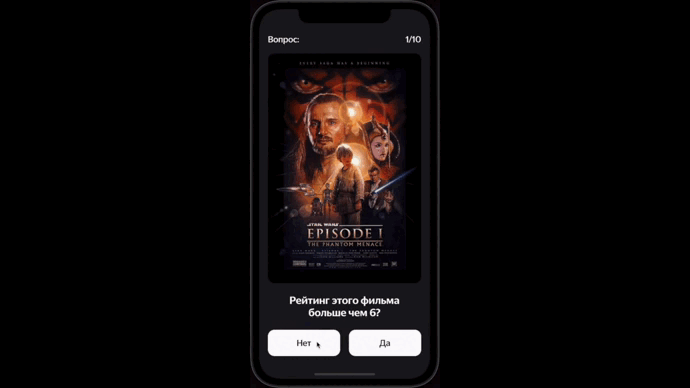 Вопрос:
1/10
EVERY SAGA HAS A BEGINNING
STAR WARS
EPISODE I
THE PHANTOM MENACE
Рейтинг этого фильма
больше чем 6?
Нет
Да